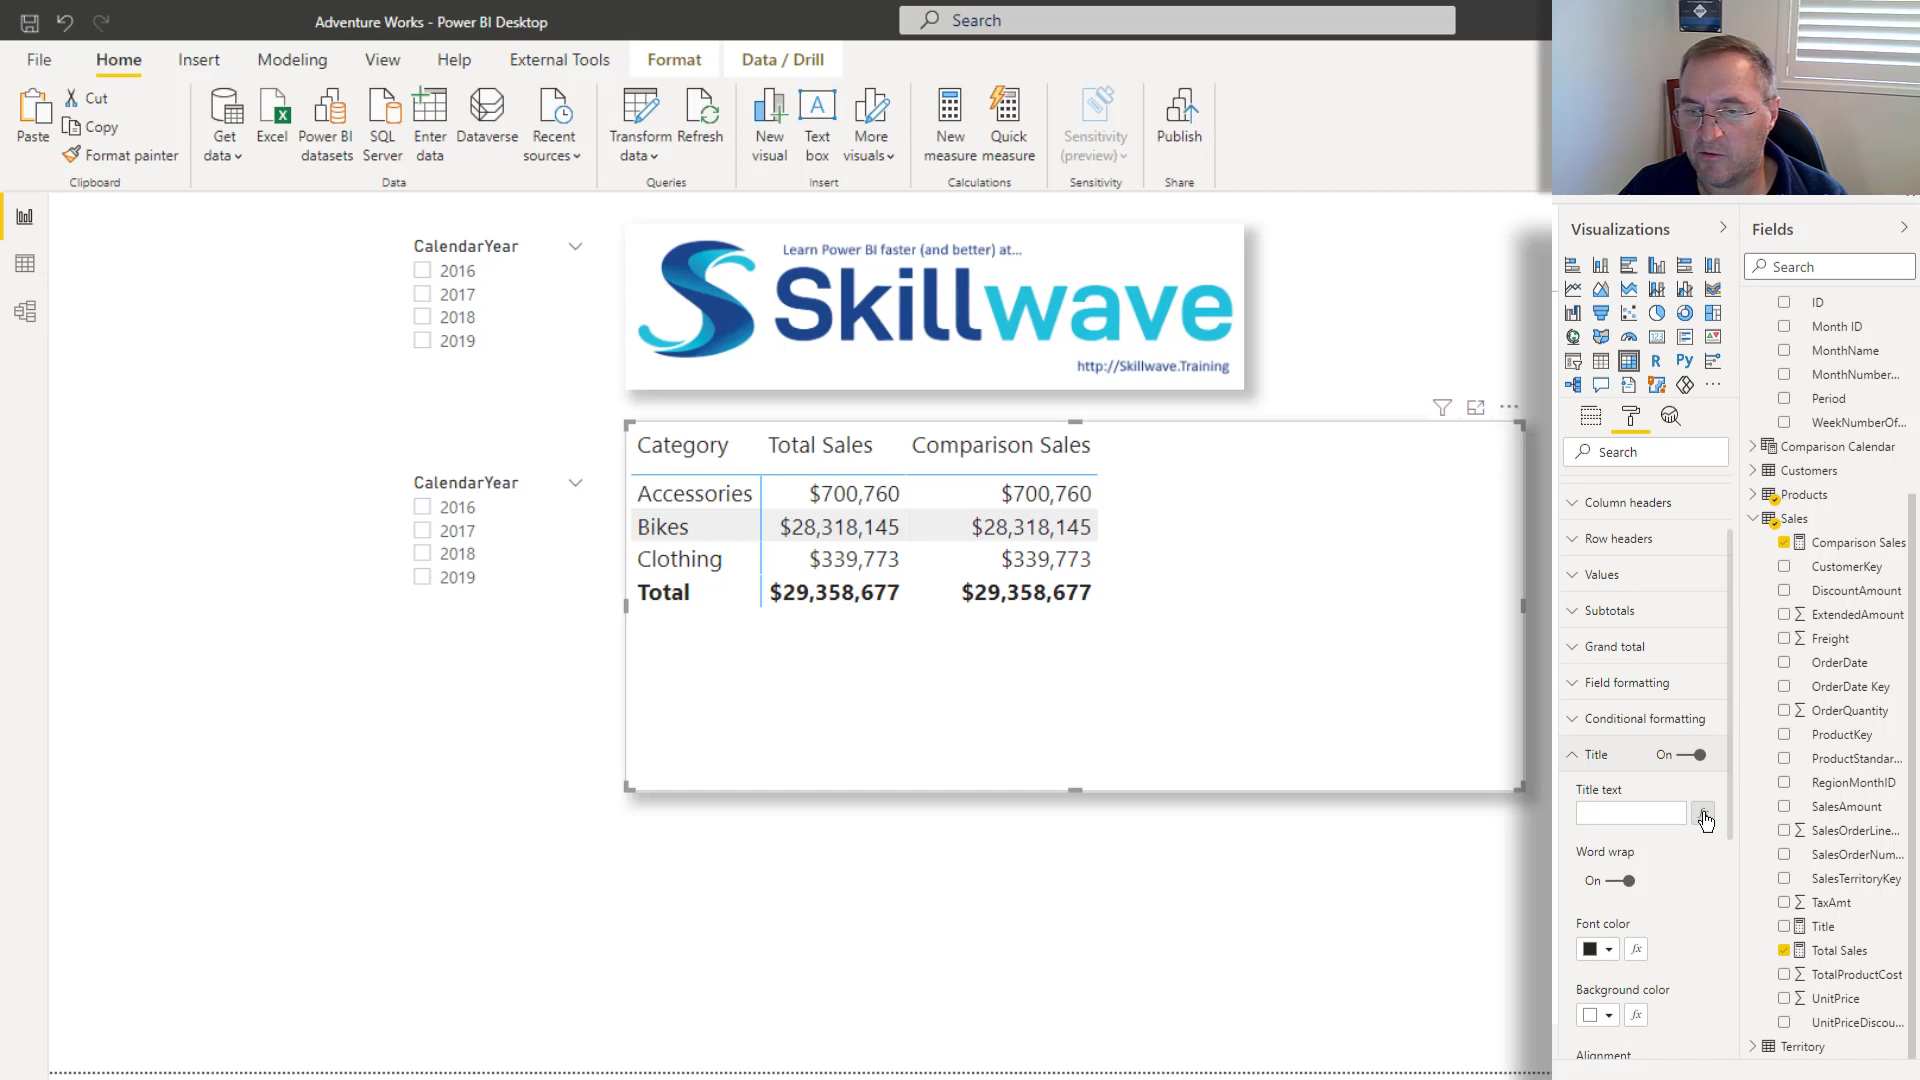 Adventure Works - Power BI Desktop
Search
File Home Insert Modeling View Help External Tools Format Data / Drill
Paste
Cut
Copy
Format painter
Clipboard
Get data
Excel
Power BI datasets
SQL Server
Enter data
Dataverse
Recent sources
Data
Transform data
Refresh
Queries
New visual
Text box
More visuals
Insert
New measure
Quick measure
Calculations
Sensitivity (preview)
Sensitivity
Publish
Share
CalendarYear
2016
2017
2018
2019
CalendarYear
2016
2017
2018
2019
Learn Power BI faster (and better) at...
Skillwave
http://Skillwave.Training
Category Total Sales Comparison Sales
Accessories $700,760 $700,760
Bikes $28,318,145 $28,318,145
Clothing $339,773 $339,773
Total $29,358,677 $29,358,677
Visualizations
R
Py
123
Search
Column headers
Row headers
Values
Subtotals
Grand total
Field formatting
Conditional formatting
Title On
Title text
Word wrap
On
Font color
fx
Background color
fx
Alignment
Fields
Search
ID
Month ID
MonthName
MonthNumber...
Period
WeekNumberOf...
Comparison Calendar
Customers
Products
Sales
Comparison Sales
CustomerKey
DiscountAmount
ExtendedAmount
Freight
OrderDate
OrderDate Key
OrderQuantity
ProductKey
ProductStandar...
RegionMonthID
SalesAmount
SalesOrderLine...
SalesOrderNum...
SalesTerritoryKey
TaxAmt
Title
Total Sales
TotalProductCost
UnitPrice
UnitPriceDiscou...
Territory